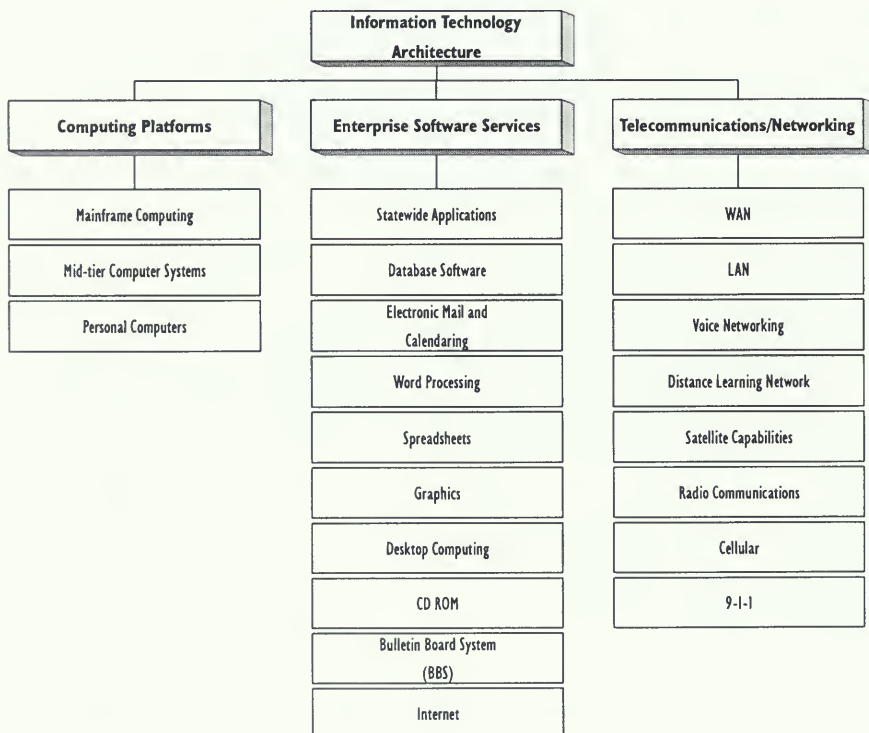 Information Technology
Architecture
Computing Platforms
Mainframe Computing
Mid-tier Computer Systems
Personal Computers
Enterprise Software Services
Statewide Applications
Database Software
Electronic Mail and
Calendaring
Word Processing
Spreadsheets
Graphics
Desktop Computing
CD ROM
Bulletin Board System
(BBS)
Internet
Telecommunications/Networking
WAN
LAN
Voice Networking
Distance Learning Network
Satellite Capabilities
Radio Communications
Cellular
9-1-1